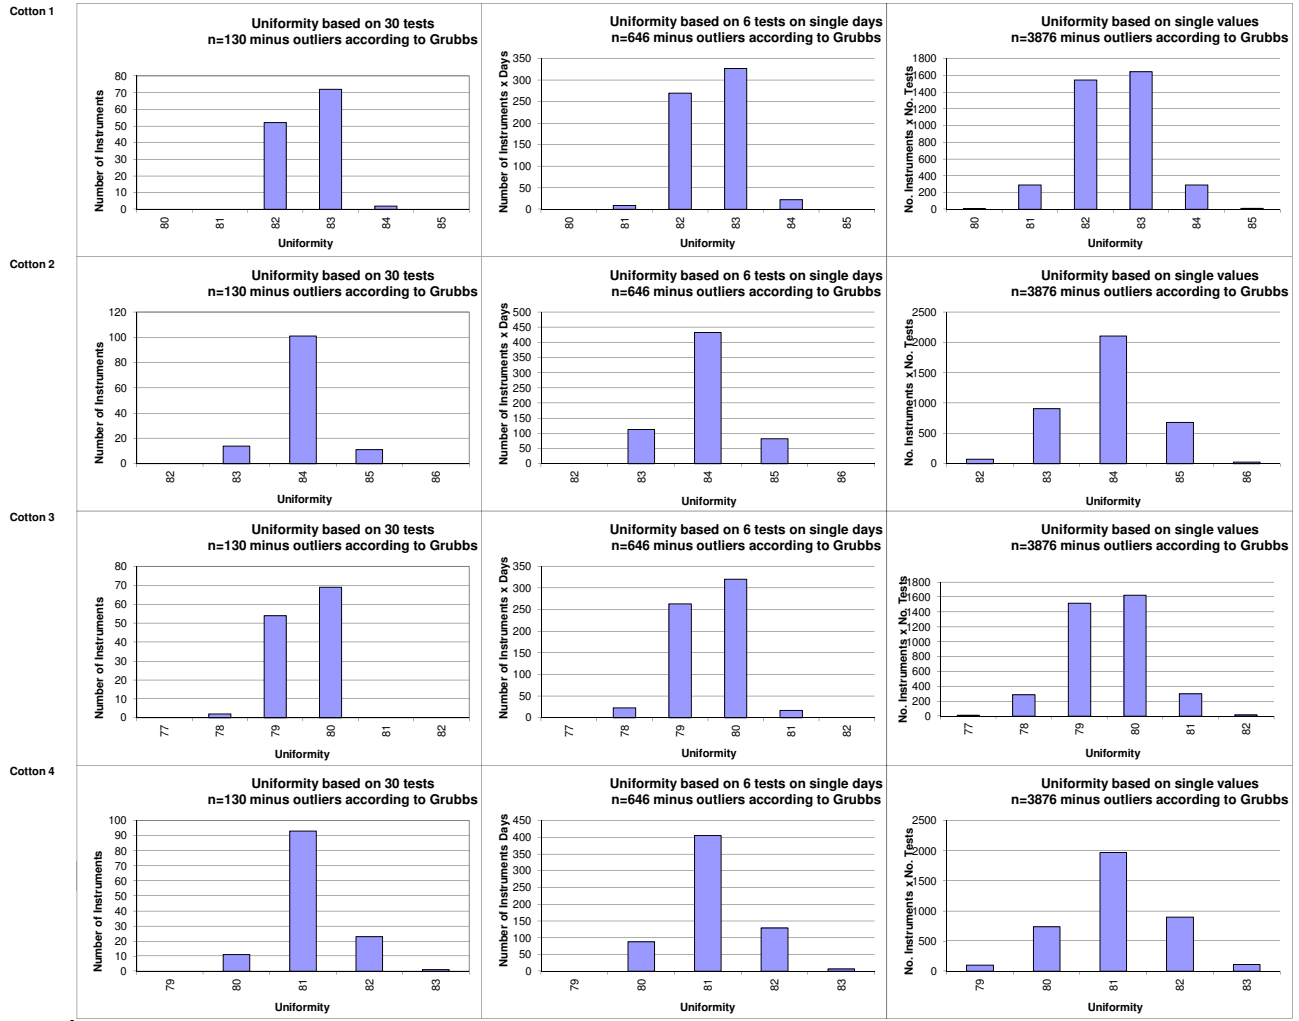 Cotton 1
Uniformity based on 30 tests
n=130 minus outliers according to Grubbs
Number of Instruments
80
70
60
50
40
30
20
10
0
80 81 82 83 84 85
Uniformity
Uniformity based on 6 tests on single days
n=646 minus outliers according to Grubbs
Number of Instruments x Days
350
300
250
200
150
100
50
0
80 81 82 83 84 85
Uniformity
Uniformity based on single values
n=3876 minus outliers according to Grubbs
No. Instruments x No. Tests
1800
1600
1400
1200
1000
800
600
400
200
0
80 81 82 83 84 85
Uniformity
Cotton 2
Uniformity based on 30 tests
n=130 minus outliers according to Grubbs
Number of Instruments
120
100
80
60
40
20
0
82 83 84 85 86
Uniformity
Uniformity based on 6 tests on single days
n=646 minus outliers according to Grubbs
Number of Instruments x Days
500
450
400
350
300
250
200
150
100
50
0
82 83 84 85 86
Uniformity
Uniformity based on single values
n=3876 minus outliers according to Grubbs
No. Instruments x No. Tests
2500
2000
1500
1000
500
0
82 83 84 85 86
Uniformity
Cotton 3
Uniformity based on 30 tests
n=130 minus outliers according to Grubbs
Number of Instruments
80
70
60
50
40
30
20
10
0
77 78 79 80 81 82
Uniformity
Uniformity based on 6 tests on single days
n=646 minus outliers according to Grubbs
Number of Instruments x Days
350
300
250
200
150
100
50
0
77 78 79 80 81 82
Uniformity
Uniformity based on single values
n=3876 minus outliers according to Grubbs
No. Instruments x No. Tests
1800
1600
1400
1200
1000
800
600
400
200
0
77 78 79 80 81 82
Uniformity
Cotton 4
Uniformity based on 30 tests
n=130 minus outliers according to Grubbs
Number of Instruments
100
90
80
70
60
50
40
30
20
10
0
79 80 81 82 83
Uniformity
Uniformity based on 6 tests on single days
n=646 minus outliers according to Grubbs
Number of Instruments Days
450
400
350
300
250
200
150
100
50
0
79 80 81 82 83
Uniformity
Uniformity based on single values
n=3876 minus outliers according to Grubbs
No. Instruments x No. Tests
2500
2000
1500
1000
500
0
79 80 81 82 83
Uniformity